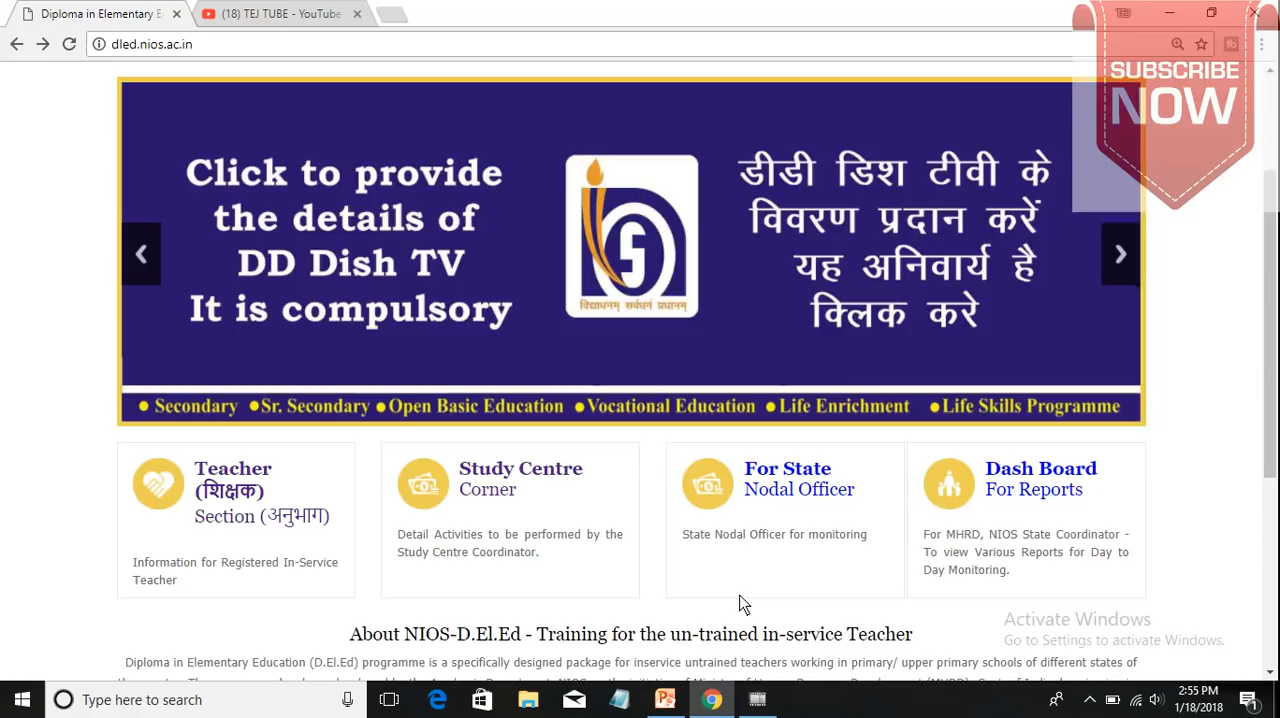 Diploma in Elementary E
(18) TEJ TUBE - YouTube
TEJ
dled.nios.ac.in
SUBSCRIBE
NOW
Click to provide
the details of
DD Dish TV
It is compulsory
विद्याधनम् सर्वधनं प्रधानम्
डीडी डिश टीवी के
विवरण प्रदान करें
यह अनिवार्य है
क्लिक करे
Secondary
Sr. Secondary
Open Basic Education
Vocational Education
Life Enrichment
Life Skills Programme
Teacher
(शिक्षक)
Section (अनुभाग)
Information for Registered In-Service
Teacher
Study Centre
Corner
Detail Activities to be performed by the
Study Centre Coordinator.
For State
Nodal Officer
State Nodal Officer for monitoring
Dash Board
For Reports
For MHRD, NIOS State Coordinator -
To view Various Reports for Day to
Day Monitoring.
About NIOS-D.El.Ed - Training for the un-trained in-service Teacher
Diploma in Elementary Education (D.El.Ed) programme is a specifically designed package for inservice untrained teachers working in primary/ upper primary schools of different states of
Activate Windows
Go to Settings to activate Windows.
Type here to search
2:55 PM
1/18/2018